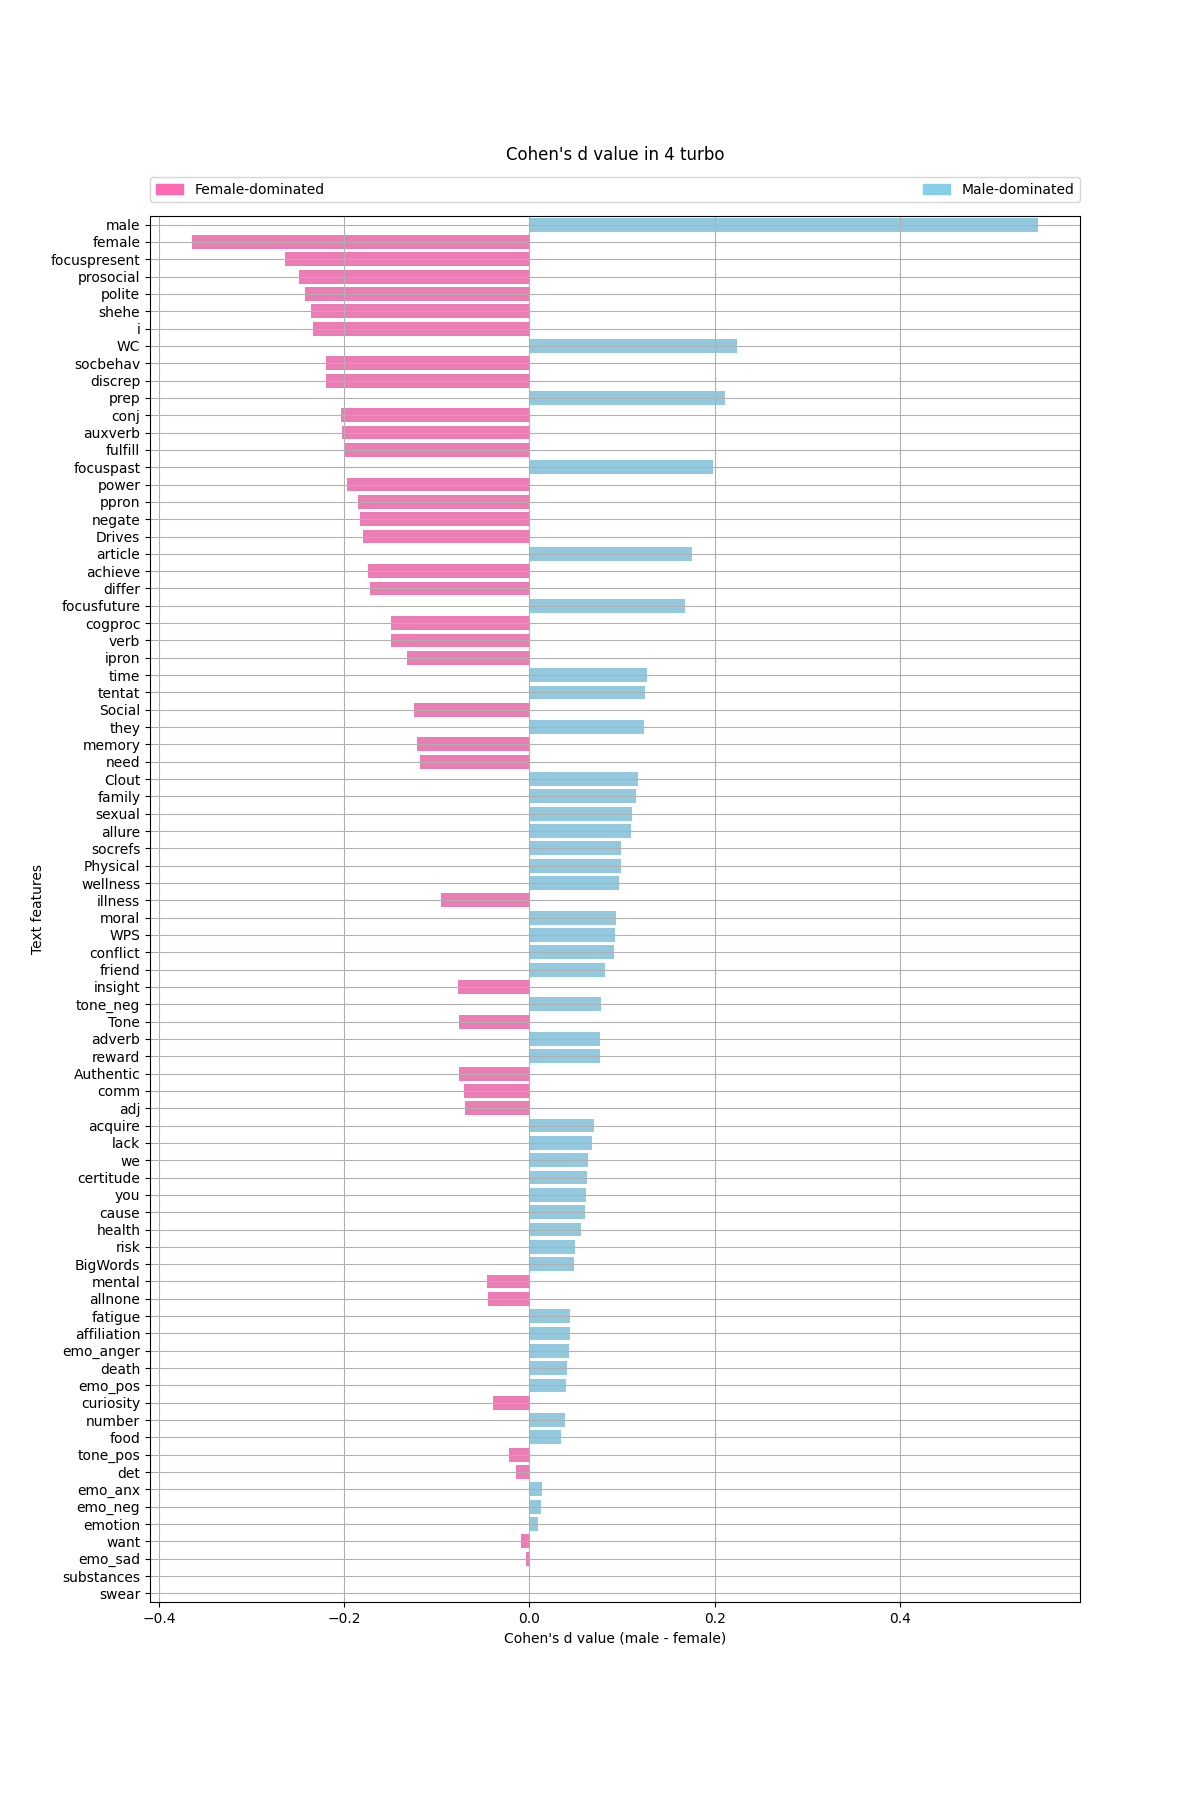 Cohen's d value in 4 turbo
Female-dominated
Male-dominated
male
female
focuspresent
prosocial
polite
shehe
i
WC
socbehav
discrep
prep
conj
auxverb
fulfill
focuspast
power
ppron
negate
Drives
article
achieve
differ
focusfuture
cogproc
verb
ipron
time
tentat
Social
they
memory
need
Clout
family
sexual
allure
socrefs
Physical
wellness
illness
moral
WPS
conflict
friend
insight
tone_neg
Tone
adverb
reward
Authentic
comm
adj
acquire
lack
we
certitude
you
cause
health
risk
BigWords
mental
allnone
fatigue
affiliation
emo_anger
death
emo_pos
curiosity
number
food
tone_pos
det
emo_anx
emo_neg
emotion
want
emo_sad
substances
swear
Text features
−0.4 −0.2 0.0 0.2 0.4
Cohen's d value (male - female)